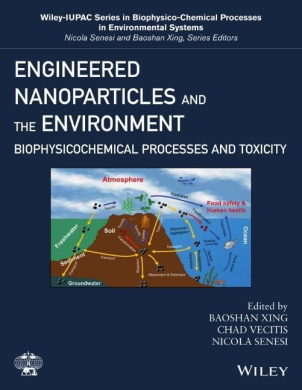 Wiley-IUPAC Series in Biophysico-Chemical Processes
in Environmental Systems
Nicola Senesi and Baoshan Xing, Series Editors
ENGINEERED
NANOPARTICLES AND
THE ENVIRONMENT
BIOPHYSICOCHEMICAL PROCESSES AND TOXICITY
Atmosphere
Food safety &
Human health
Freshwater
Soil
Ocean
Sediment
Groundwater
Edited by
BAOSHAN XING
CHAD VECITIS
NICOLA SENESI
WILEY